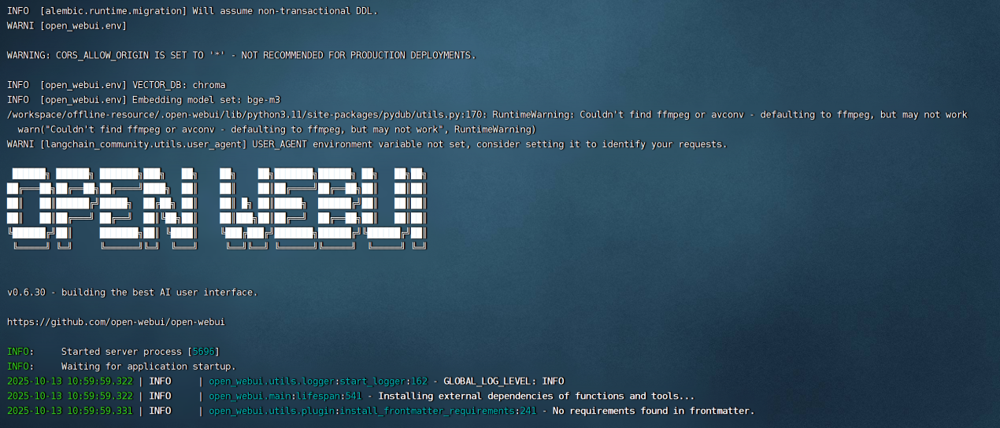 INFO  [alembic.runtime.migration] Will assume non-transactional DDL.
WARNI [open_webui.env]
WARNING: CORS_ALLOW_ORIGIN IS SET TO '*' - NOT RECOMMENDED FOR PRODUCTION DEPLOYMENTS.
INFO  [open_webui.env] VECTOR_DB: chroma
INFO  [open_webui.env] Embedding model set: bge-m3
/workspace/offline-resource/.open-webui/lib/python3.11/site-packages/pydub/utils.py:170: RuntimeWarning: Couldn't find ffmpeg or avconv - defaulting to ffmpeg, but may not work
  warn("Couldn't find ffmpeg or avconv - defaulting to ffmpeg, but may not work", RuntimeWarning)
WARNI [langchain_community.utils.user_agent] USER_AGENT environment variable not set, consider setting it to identify your requests.
OPEN WEBUI
v0.6.30 - building the best AI user interface.
https://github.com/open-webui/open-webui
INFO:     Started server process [5696]
INFO:     Waiting for application startup.
2025-10-13 10:59:59.322 | INFO     | open_webui.utils.logger:start_logger:162 - GLOBAL_LOG_LEVEL: INFO
2025-10-13 10:59:59.322 | INFO     | open_webui.main:lifespan:541 - Installing external dependencies of functions and tools...
2025-10-13 10:59:59.331 | INFO     | open_webui.utils.plugin:install_frontmatter_requirements:241 - No requirements found in frontmatter.